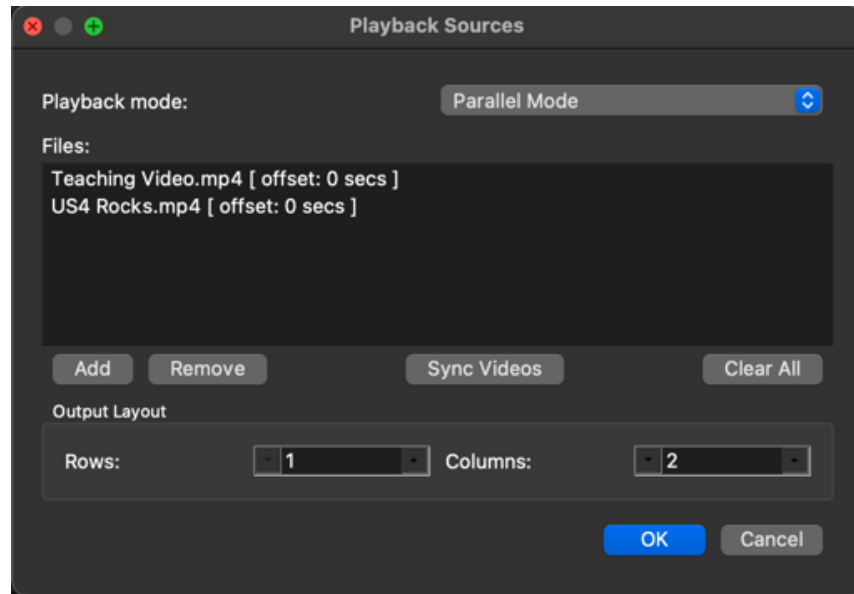 Playback Sources
Playback mode: Parallel Mode
Files:
Teaching Video.mp4 [ offset: 0 secs ]
US4 Rocks.mp4 [ offset: 0 secs ]
Add Remove Sync Videos Clear All
Output Layout
Rows: 1 Columns: 2
OK Cancel